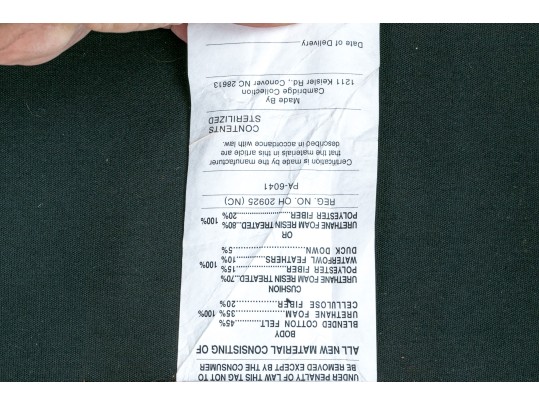 UNDER PENALTY OF LAW THIS TAG NOT TO
BE REMOVED EXCEPT BY THE CONSUMER
ALL NEW MATERIAL CONSISTING OF
BODY
BLENDED COTTON FELT............45%
URETHANE FOAM............35% 100%
CELLULOSE FIBER............20%
CUSHION
URETHANE FOAM RESIN TREATED...70%
POLYESTER FIBER............15%
WATERFOWL FEATHERS............10% 100%
DUCK DOWN............5%
OR
URETHANE FOAM RESIN TREATED...80% 100%
POLYESTER FIBER............20%
REG. NO. OH 20925 (NC)
PA-6041
Certification is made by the manufacturer
that the materials in this article are
described in accordance with law.
CONTENTS
STERILIZED
Made By
Cambridge Collection
1211 Keisler Rd., Conover NC 28613
Date of Delivery